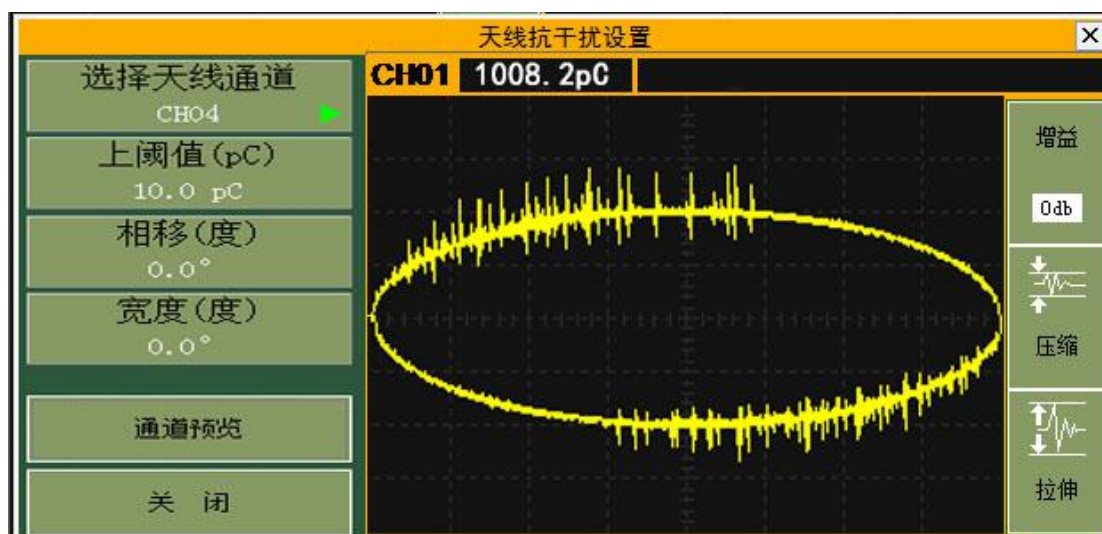 天线抗干扰设置
选择天线通道
CH04
上阈值(pC)
10.0 pC
相移(度)
0.0°
宽度(度)
0.0°
通道预览
关 闭
CH01 1008.2pC
增益
0db
压缩
拉伸